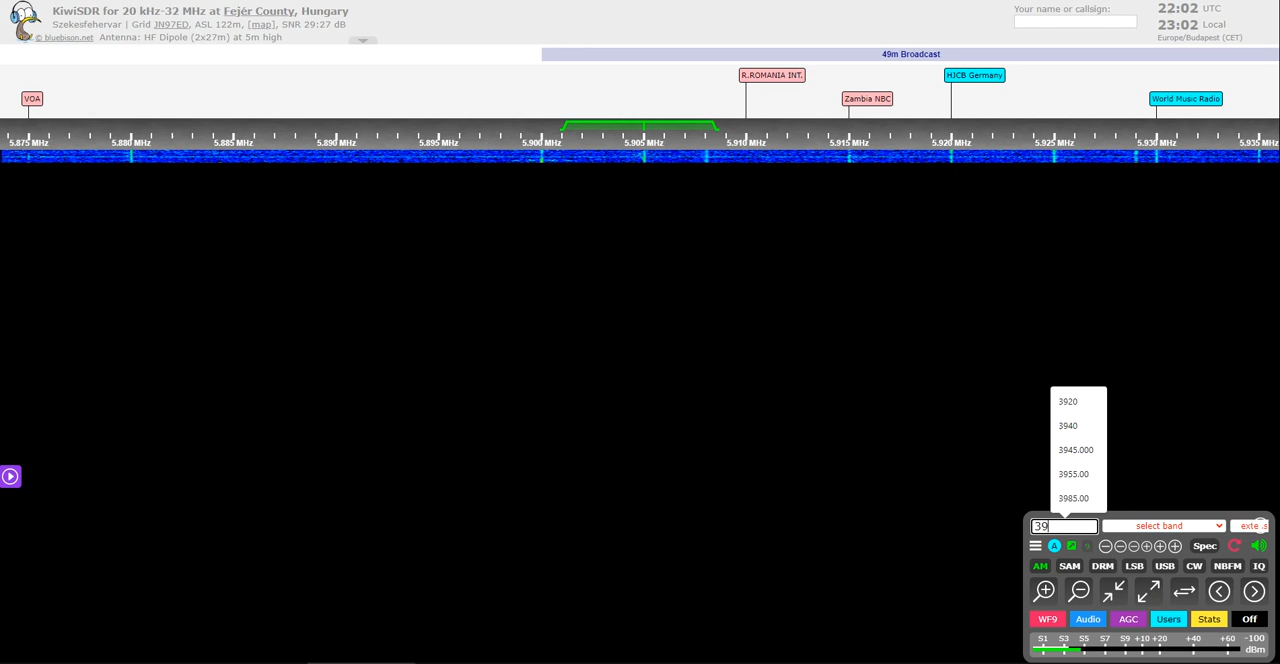 KiwiSDR for 20 kHz-32 MHz at Fejér County, Hungary
Szekesfehervar | Grid JN97ED, ASL 122m, [map], SNR 29:27 dB
© bluebison.net Antenna: HF Dipole (2x27m) at 5m high
Your name or callsign:
22:02 UTC
23:02 Local
Europe/Budapest (CET)
49m Broadcast
R.ROMANIA INT. HJCB Germany
VOA Zambia NBC World Music Radio
5.875 MHz 5.880 MHz 5.885 MHz 5.890 MHz 5.895 MHz 5.900 MHz 5.905 MHz 5.910 MHz 5.915 MHz 5.920 MHz 5.925 MHz 5.930 MHz 5.935 MHz
3920
3940
3945.000
3955.00
3985.00
39 select band
A 9 Spec
AM SAM DRM LSB USB CW NBFM IQ
WF9 Audio AGC Users Stats Off
S1 S3 S5 S7 S9 +10 +20 +40 +60 -100
dBm